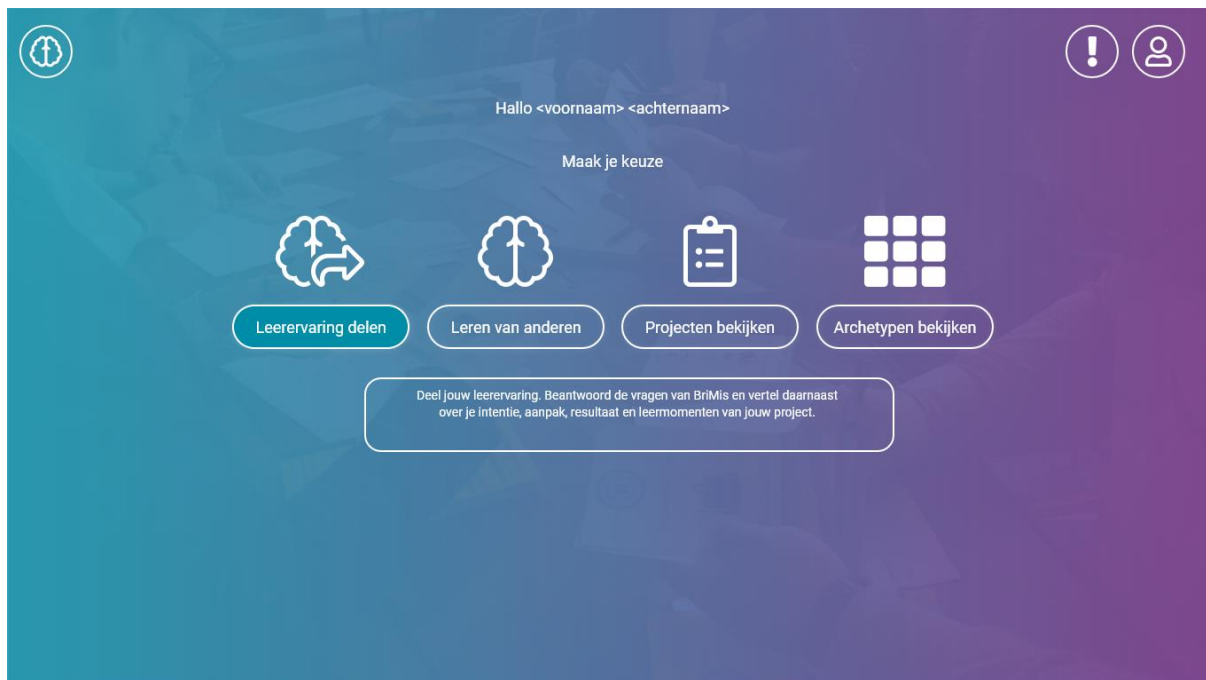 Hallo <voornaam> <achternaam>
Maak je keuze
Leerervaring delen
Leren van anderen
Projecten bekijken
Archetypen bekijken
Deel jouw leerervaring. Beantwoord de vragen van BriMis en vertel daarnaast
over je intentie, aanpak, resultaat en leermomenten van jouw project.